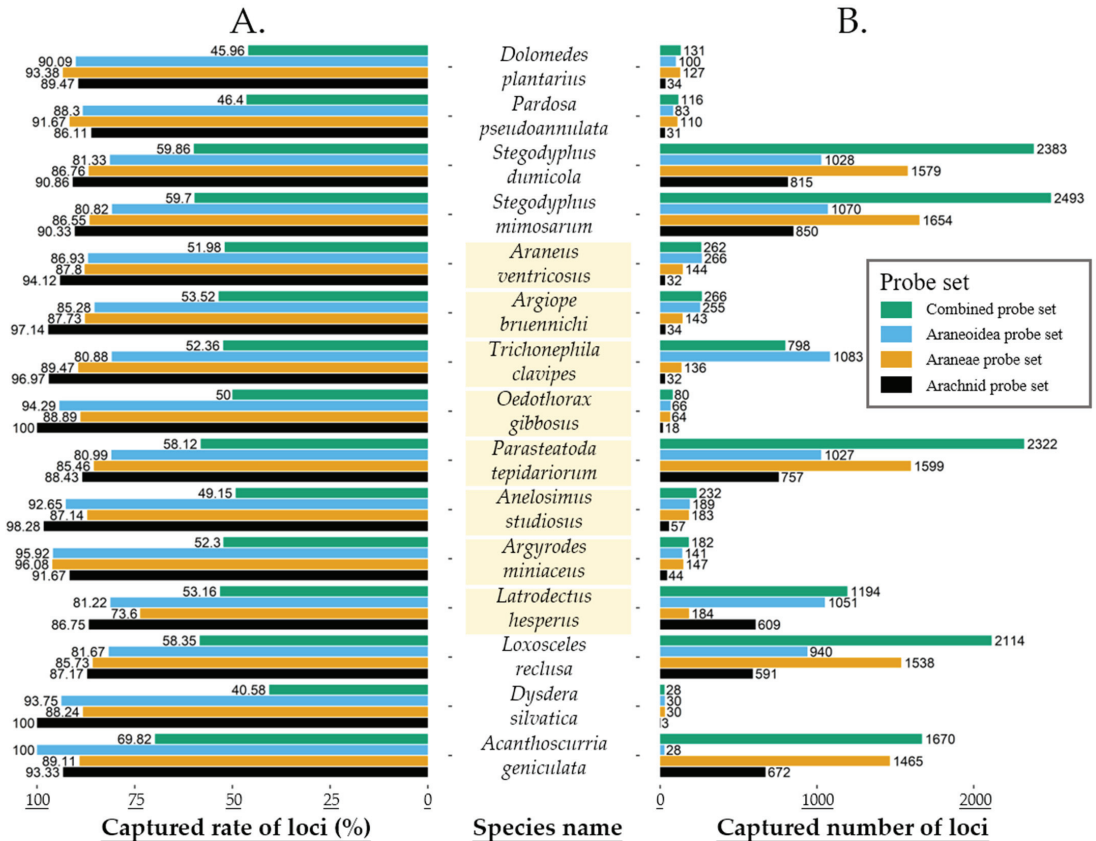 A. B.
45.96 Dolomedes 131
90.09 100
93.38 plantarius 127
89.47 34
46.4 Pardosa 116
88.3 83
91.67 pseudoannulata 110
86.11 31
59.86 Stegodyphus 2383
81.33 1028
86.76 dumicola 1579
90.86 815
59.7 Stegodyphus 2493
80.82 1070
86.55 mimosarum 1654
90.33 850
51.98 Araneus 262
86.93 266
87.8 ventricosus 144
94.12 32
53.52 Argiope 266
85.28 255
87.73 bruennichi 143
97.14 34
52.36 Trichonephila 798
80.88 1083
89.47 clavipes 136
96.97 32
50 Oedothorax 80
94.29 66
88.89 gibbosus 64
100 18
58.12 Parasteatoda 2322
80.99 1027
85.46 tepidariorum 1599
88.43 757
49.15 Anelosimus 232
92.65 189
87.14 studiosus 183
98.28 57
52.3 Argyrodes 182
95.92 141
96.08 miniaceus 147
91.67 44
53.16 Latrodectus 1194
81.22 1051
73.6 hesperus 184
86.75 609
58.35 Loxosceles 2114
81.67 940
85.73 reclusa 1538
87.17 591
40.58 Dysdera 28
93.75 30
88.24 silvatica 30
100 3
69.82 Acanthoscurria 1670
100 28
89.11 geniculata 1465
93.33 672
100 75 50 25 0 0 1000 2000
Captured rate of loci (%) Species name Captured number of loci
Probe set
Combined probe set
Araneoidea probe set
Araneae probe set
Arachnid probe set